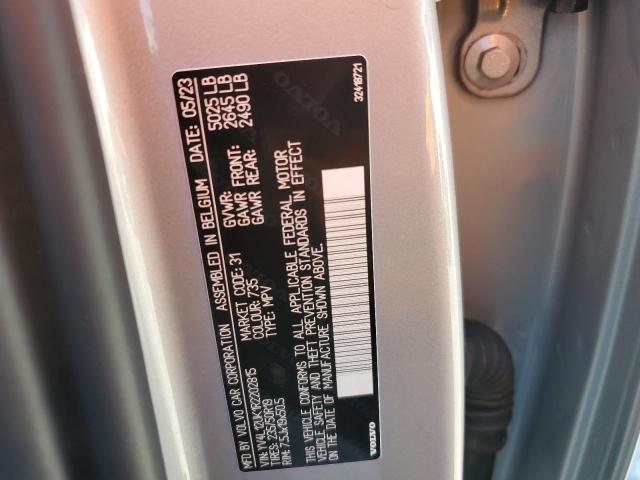 MFD BY VOLVO CAR CORPORATION ASSEMBLED IN BELGIUM DATE: 05/23
VIN: YV4L12UK1R2202815 MARKET CODE: 31 GVWR: 5025 LB
TIRES: 235/50R19 COLOUR: 735 GAWR FRONT: 2645 LB
RIM: 7.5Jx19x50.5 TYPE: MPV GAWR REAR: 2490 LB
THIS VEHICLE CONFORMS TO ALL APPLICABLE FEDERAL MOTOR
VEHICLE SAFETY AND THEFT PREVENTION STANDARDS IN EFFECT
ON DATE OF MANUFACTURE SHOWN ABOVE.
VOLVO 32418721